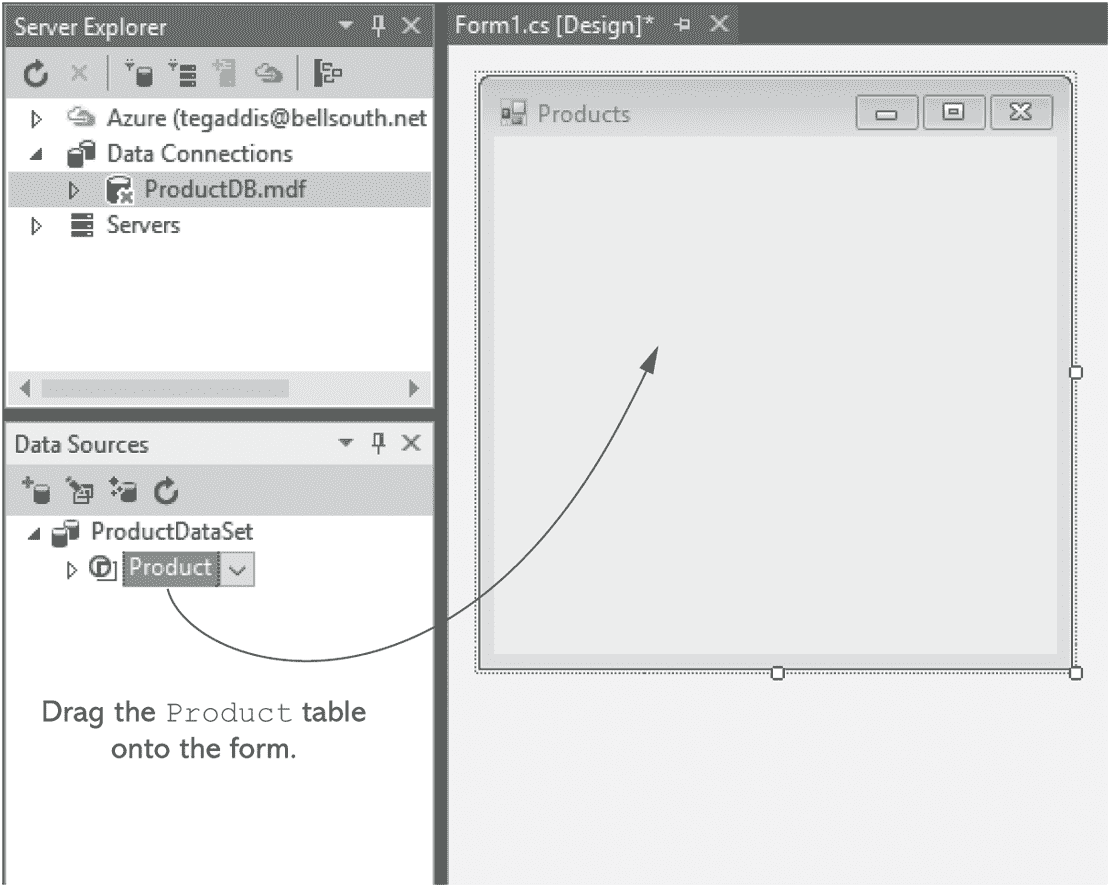 Server Explorer
Form1.cs [Design]*
Azure (tegaddis@bellsouth.net
Data Connections
ProductDB.mdf
Servers
Products
Data Sources
ProductDataSet
Product
Drag the Product table
onto the form.